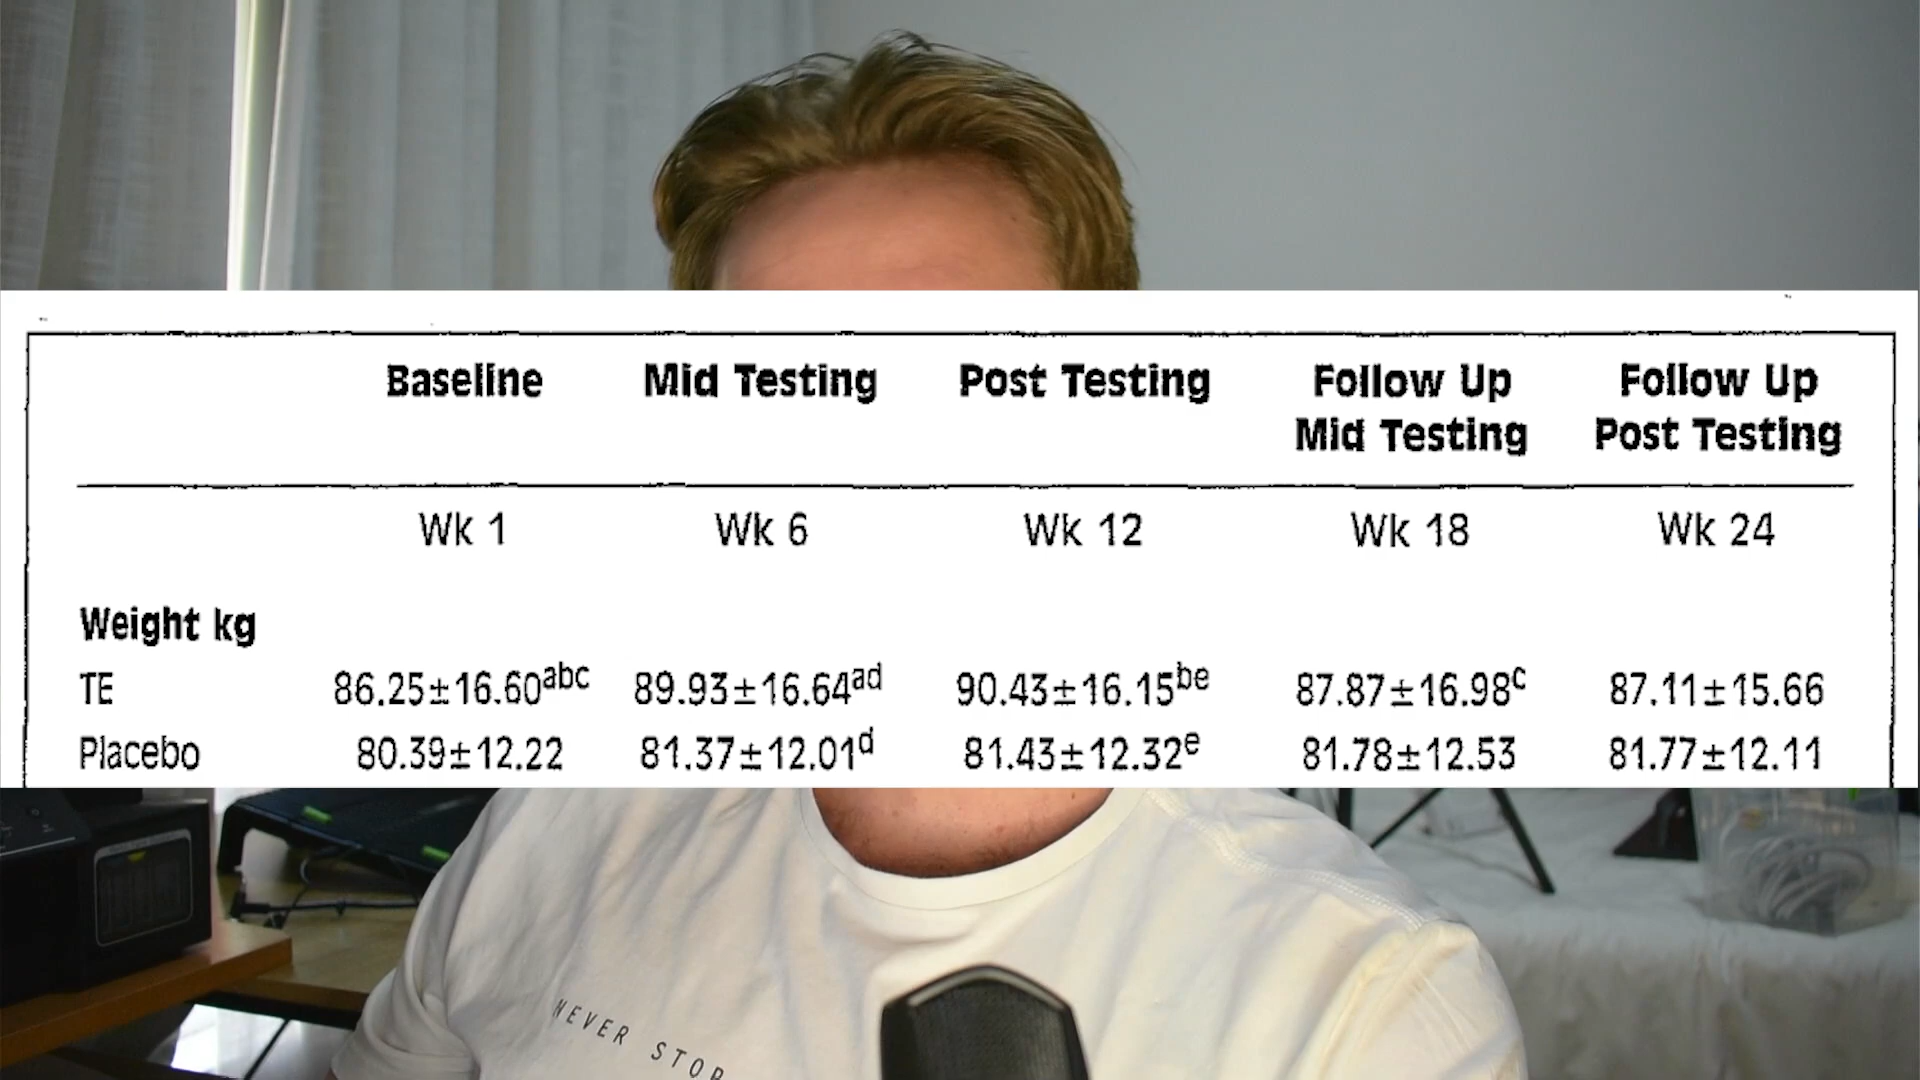 Baseline Mid Testing Post Testing Follow Up Mid Testing Follow Up Post Testing
Wk 1 Wk 6 Wk 12 Wk 18 Wk 24
Weight kg
TE 86.25±16.60abc 89.93±16.64ad 90.43±16.15be 87.87±16.98c 87.11±15.66
Placebo 80.39±12.22 81.37±12.01d 81.43±12.32e 81.78±12.53 81.77±12.11
NEVER STOP